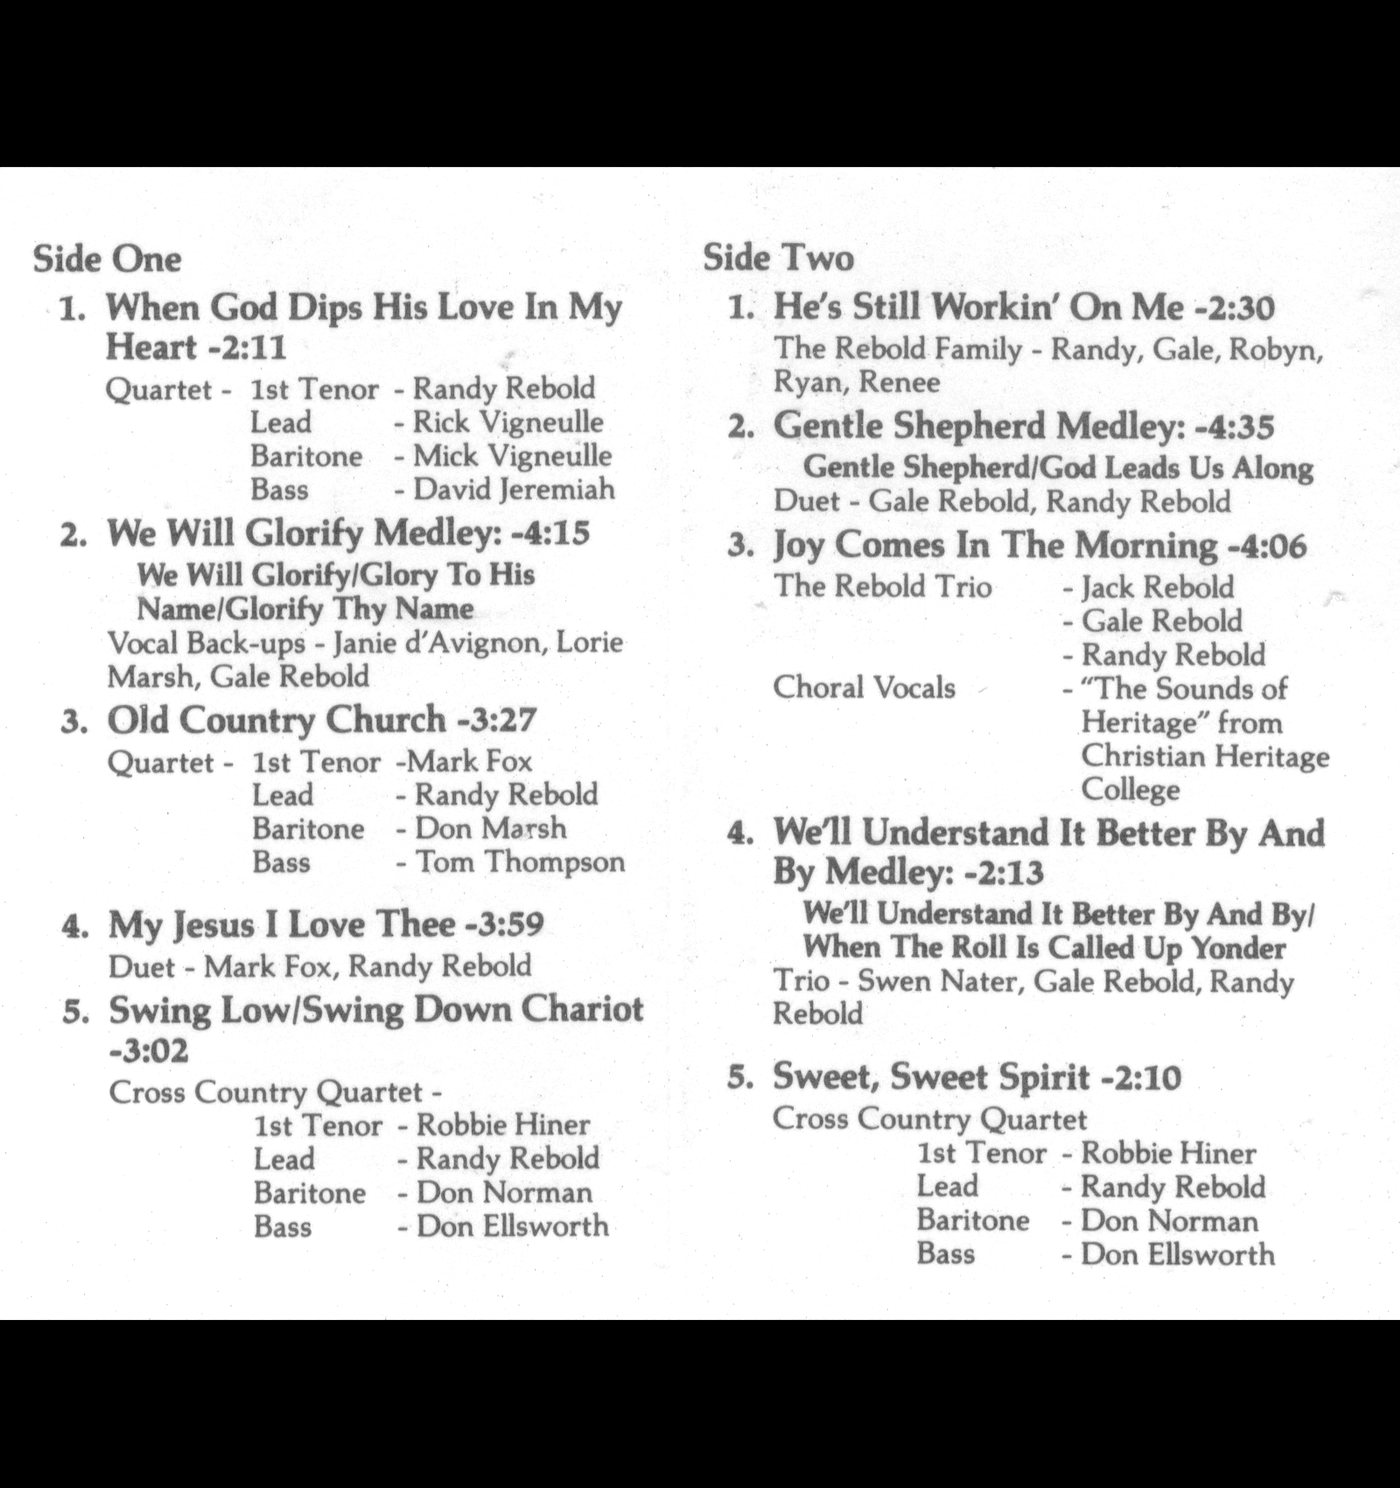 Side One
1. When God Dips His Love In My
Heart -2:11
Quartet - 1st Tenor - Randy Rebold
Lead - Rick Vigneulle
Baritone - Mick Vigneulle
Bass - David Jeremiah
2. We Will Glorify Medley: -4:15
We Will Glorify/Glory To His
Name/Glorify Thy Name
Vocal Back-ups - Janie d'Avignon, Lorie
Marsh, Gale Rebold
3. Old Country Church -3:27
Quartet - 1st Tenor -Mark Fox
Lead - Randy Rebold
Baritone - Don Marsh
Bass - Tom Thompson
4. My Jesus I Love Thee -3:59
Duet - Mark Fox, Randy Rebold
5. Swing Low/Swing Down Chariot
-3:02
Cross Country Quartet -
1st Tenor - Robbie Hiner
Lead - Randy Rebold
Baritone - Don Norman
Bass - Don Ellsworth
Side Two
1. He's Still Workin' On Me -2:30
The Rebold Family - Randy, Gale, Robyn,
Ryan, Renee
2. Gentle Shepherd Medley: -4:35
Gentle Shepherd/God Leads Us Along
Duet - Gale Rebold, Randy Rebold
3. Joy Comes In The Morning -4:06
The Rebold Trio - Jack Rebold
- Gale Rebold
- Randy Rebold
Choral Vocals - "The Sounds of
Heritage" from
Christian Heritage
College
4. We'll Understand It Better By And
By Medley: -2:13
We'll Understand It Better By And By/
When The Roll Is Called Up Yonder
Trio - Swen Nater, Gale Rebold, Randy
Rebold
5. Sweet, Sweet Spirit -2:10
Cross Country Quartet
1st Tenor - Robbie Hiner
Lead - Randy Rebold
Baritone - Don Norman
Bass - Don Ellsworth